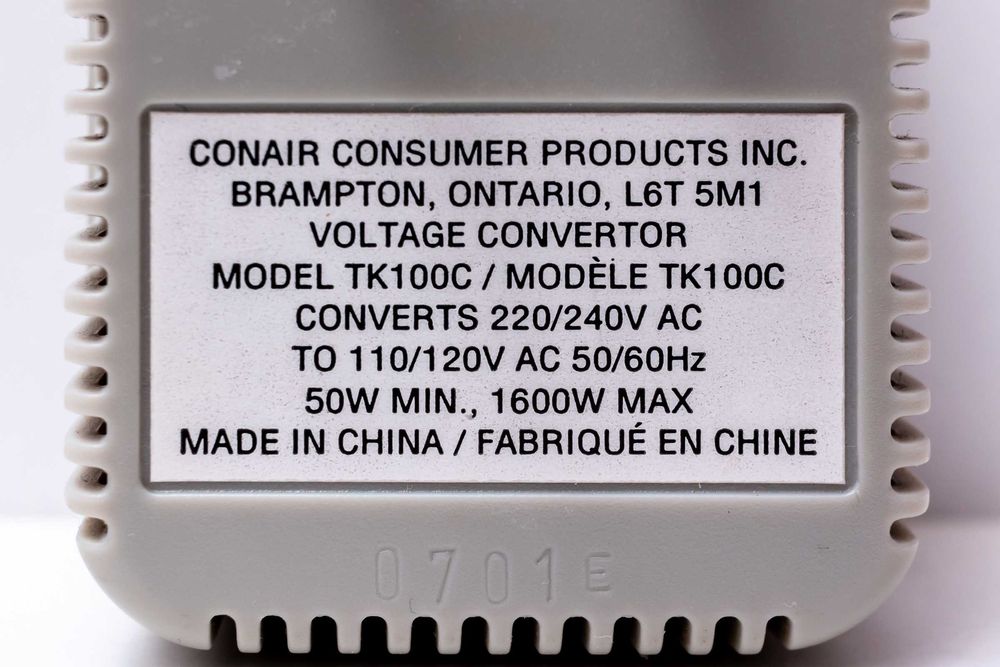 CONAIR CONSUMER PRODUCTS INC.
BRAMPTON, ONTARIO, L6T 5M1
VOLTAGE CONVERTOR
MODEL TK100C / MODÈLE TK100C
CONVERTS 220/240V AC
TO 110/120V AC 50/60Hz
50W MIN., 1600W MAX
MADE IN CHINA / FABRIQUÉ EN CHINE
0701E